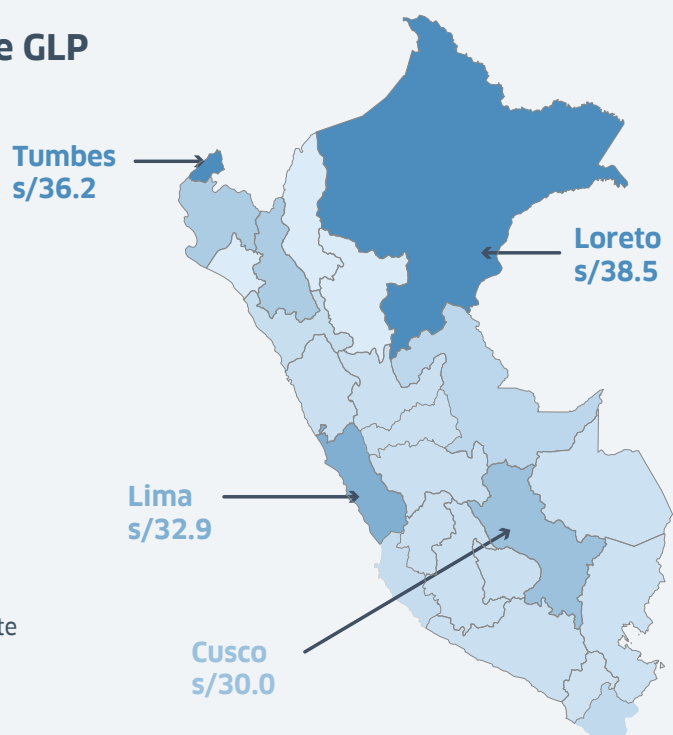 e GLP
Tumbes
s/36.2
Loreto
s/38.5
Lima
s/32.9
te
Cusco
s/30.0